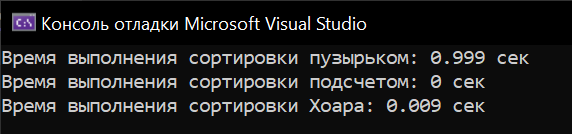 C:\ Консоль отладки Microsoft Visual Studio
Время выполнения сортировки пузырьком: 0.999 сек
Время выполнения сортировки подсчетом: 0 сек
Время выполнения сортировки Хоара: 0.009 сек